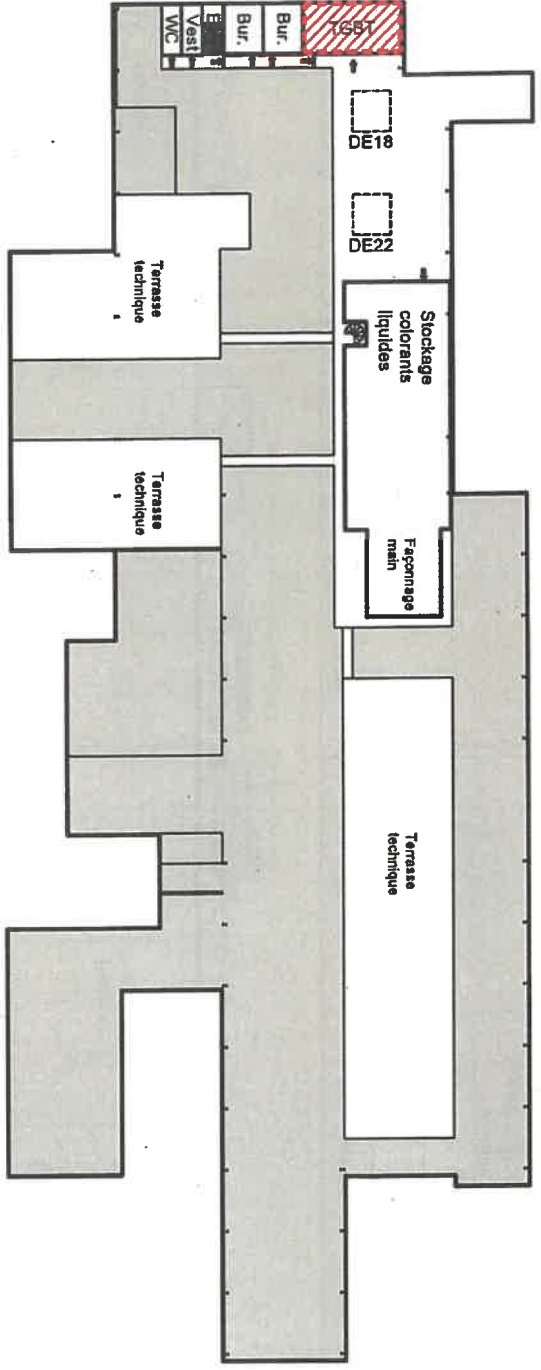 WC
Vest
Bur.
Bur.
TGBT
DE18
DE22
Stockage
colorants
liquides
Façonnage
main
Terrasse
technique
Terrasse
technique
Terrasse
technique